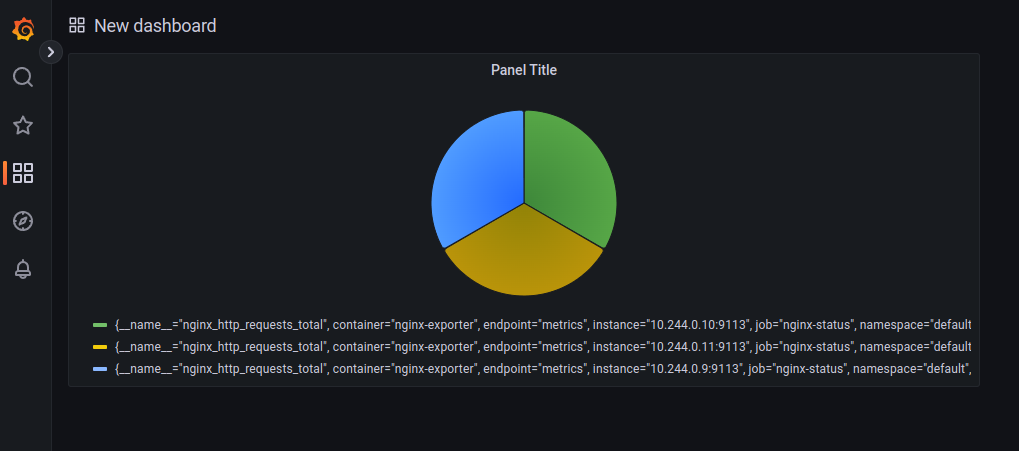 New dashboard
Panel Title
{__name__="nginx_http_requests_total", container="nginx-exporter", endpoint="metrics", instance="10.244.0.10:9113", job="nginx-status", namespace="default
{__name__="nginx_http_requests_total", container="nginx-exporter", endpoint="metrics", instance="10.244.0.11:9113", job="nginx-status", namespace="default
{__name__="nginx_http_requests_total", container="nginx-exporter", endpoint="metrics", instance="10.244.0.9:9113", job="nginx-status", namespace="default",